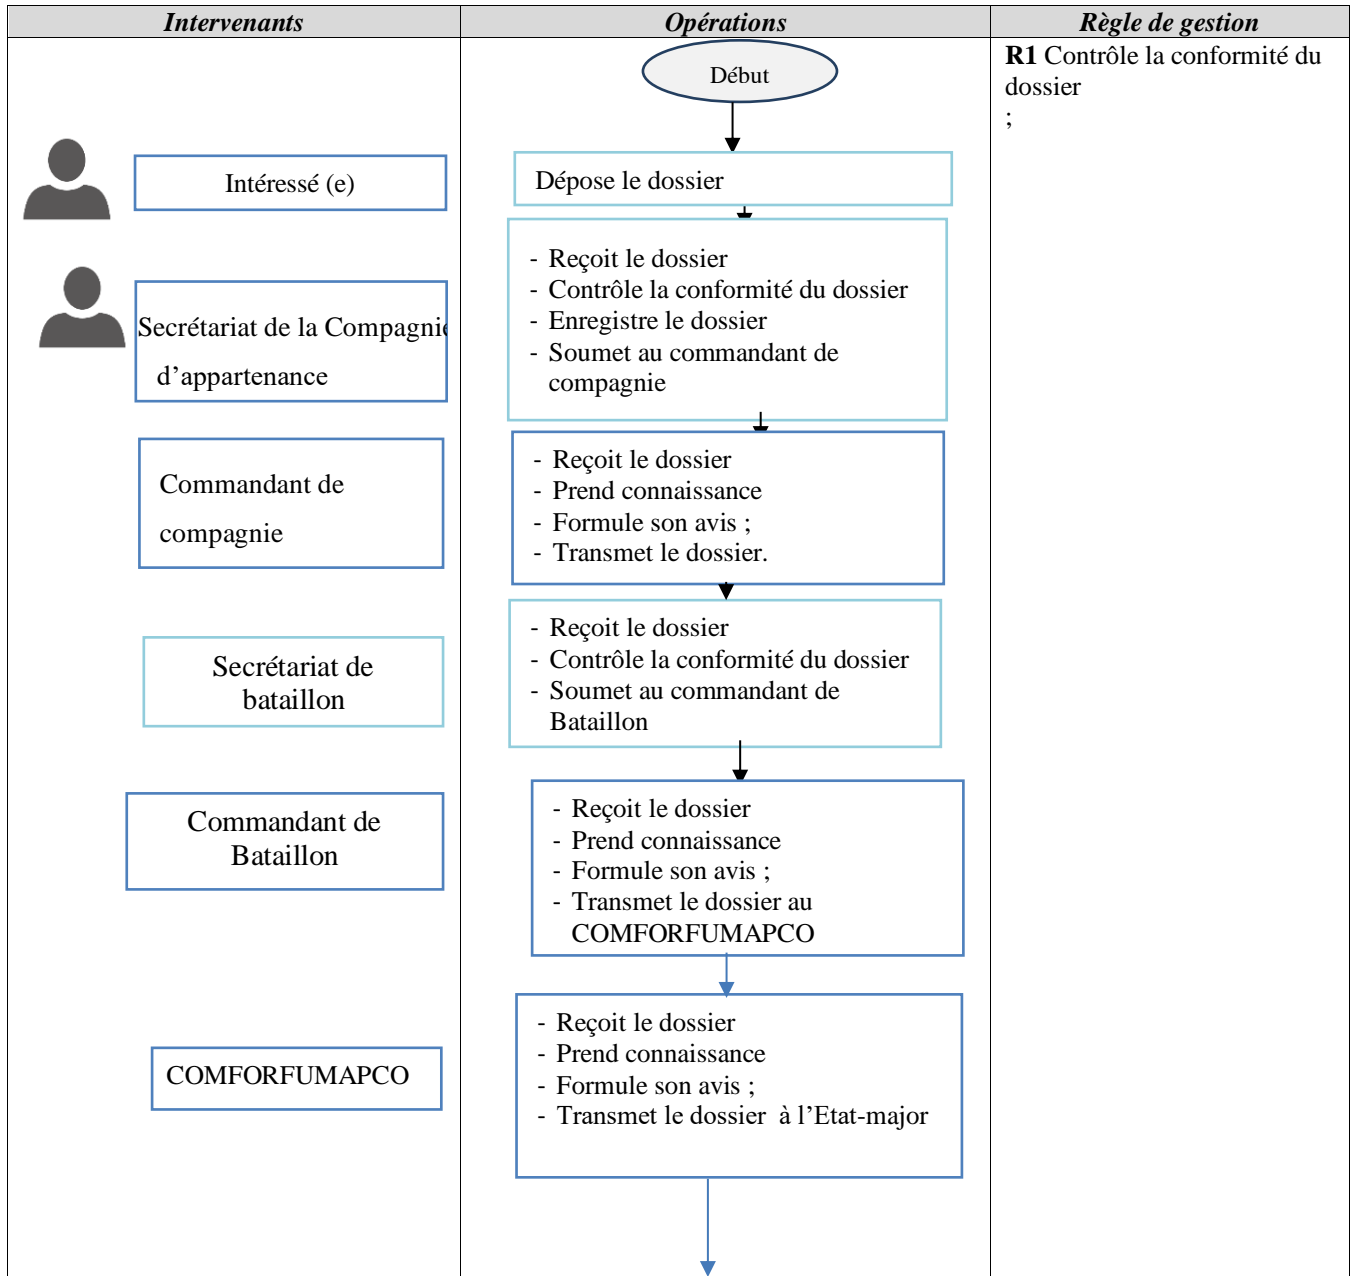 Intervenants
Opérations
Règle de gestion
Début
R1 Contrôle la conformité du
dossier
;
Intéressé (e)
Dépose le dossier
Secrétariat de la Compagnie
d’appartenance
- Reçoit le dossier
- Contrôle la conformité du dossier
- Enregistre le dossier
- Soumet au commandant de
compagnie
Commandant de
compagnie
- Reçoit le dossier
- Prend connaissance
- Formule son avis ;
- Transmet le dossier.
Secrétariat de
bataillon
- Reçoit le dossier
- Contrôle la conformité du dossier
- Soumet au commandant de
Bataillon
Commandant de
Bataillon
- Reçoit le dossier
- Prend connaissance
- Formule son avis ;
- Transmet le dossier au
COMFORFUMAPCO
COMFORFUMAPCO
- Reçoit le dossier
- Prend connaissance
- Formule son avis ;
- Transmet le dossier à l’Etat-major